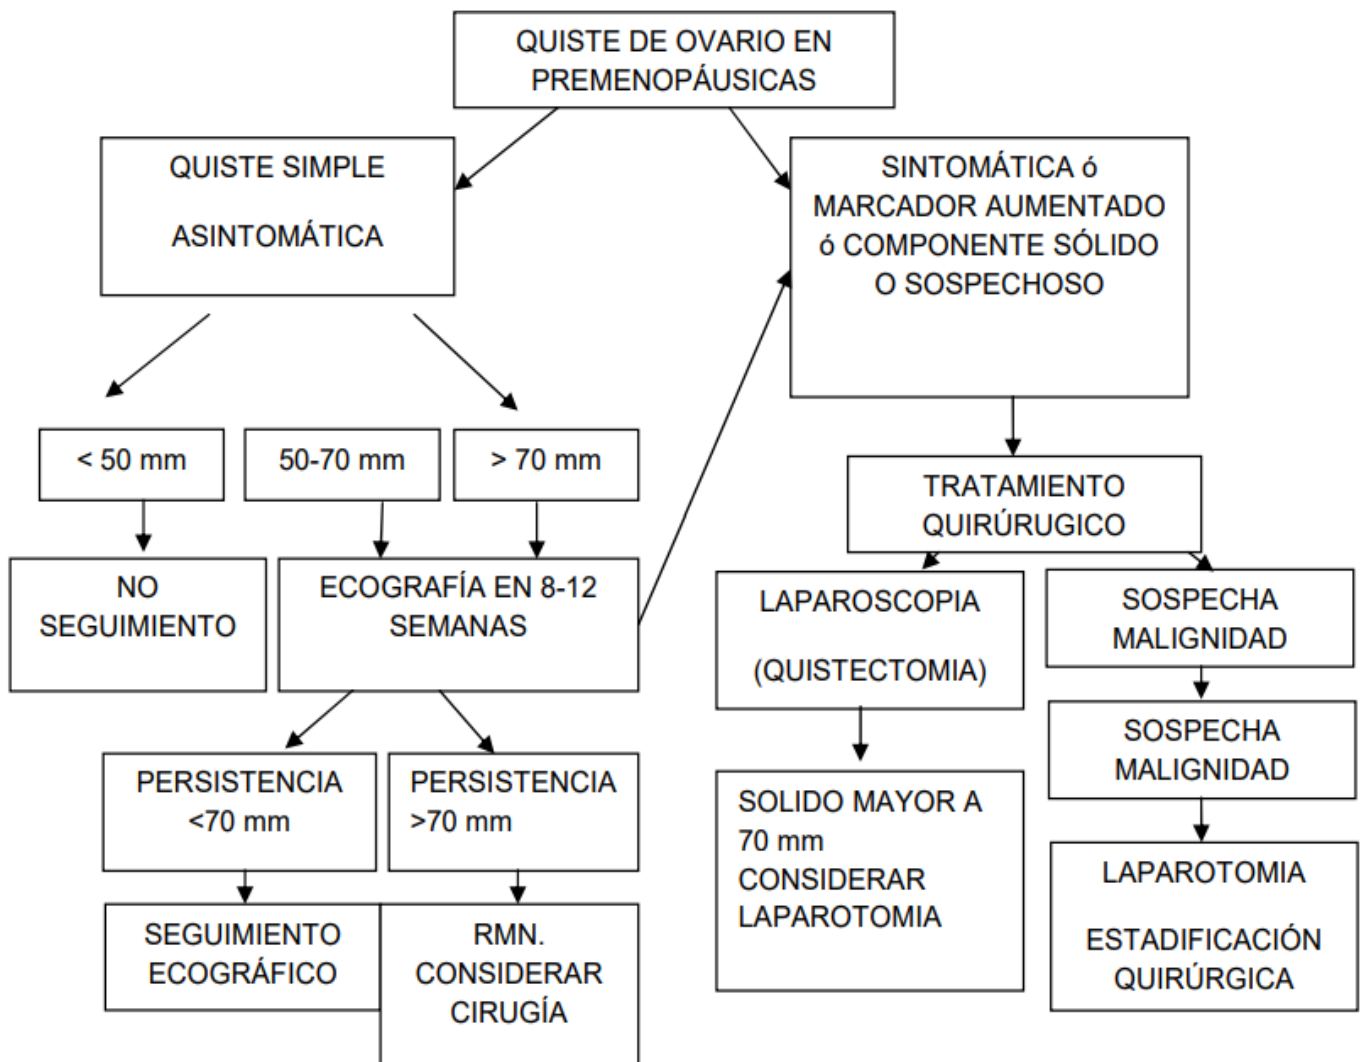 QUISTE DE OVARIO EN
PREMENOPÁUSICAS
QUISTE SIMPLE
ASINTOMÁTICA
SINTOMÁTICA ó
MARCADOR AUMENTADO
ó COMPONENTE SÓLIDO
O SOSPECHOSO
< 50 mm
50-70 mm
> 70 mm
TRATAMIENTO
QUIRÚRUGICO
NO
SEGUIMIENTO
ECOGRAFÍA EN 8-12
SEMANAS
LAPAROSCOPIA
(QUISTECTOMIA)
SOSPECHA
MALIGNIDAD
SOSPECHA
MALIGNIDAD
PERSISTENCIA
<70 mm
PERSISTENCIA
>70 mm
SOLIDO MAYOR A
70 mm
CONSIDERAR
LAPAROTOMIA
LAPAROTOMIA
ESTADIFICACIÓN
QUIRÚRGICA
SEGUIMIENTO
ECOGRÁFICO
RMN.
CONSIDERAR
CIRUGÍA